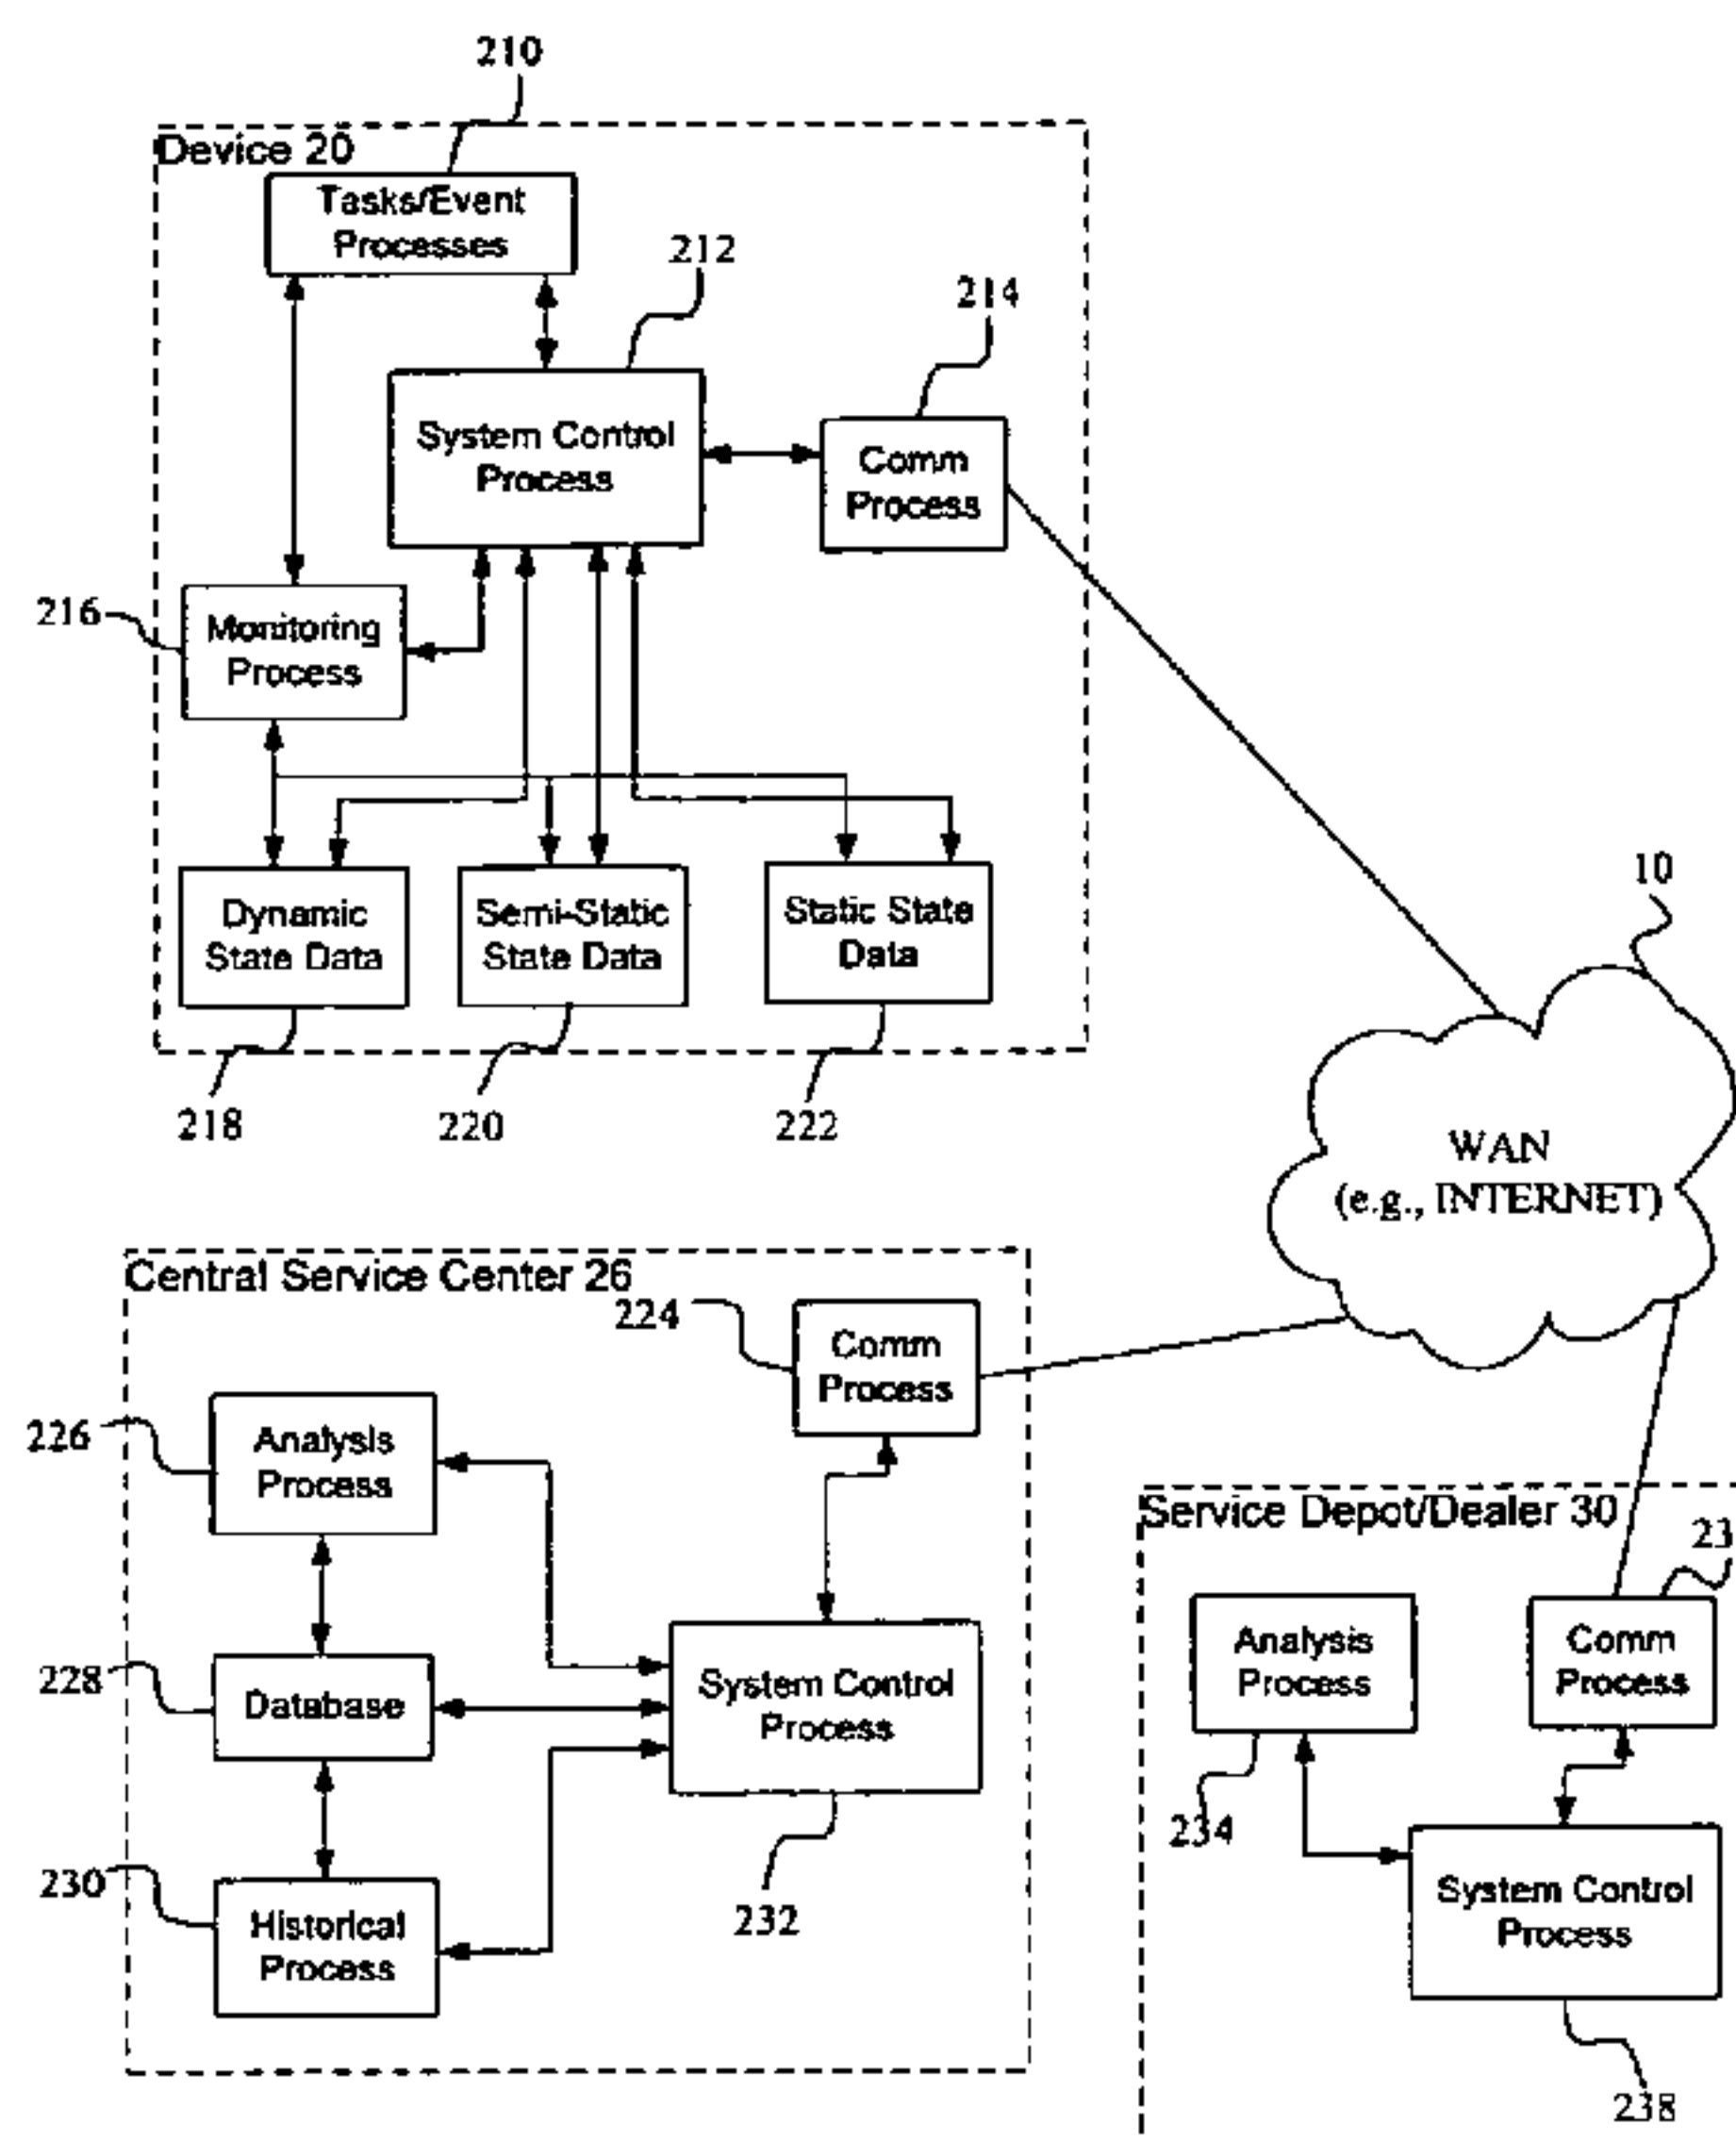 210
Device 20
Tasks/Event
Processes
212
214
System Control
Process
Comm
Process
216
Monitoring
Process
10
Dynamic
State Data
Semi-Static
State Data
Static State
Data
218
220
222
WAN
(e.g., INTERNET)
Central Service Center 26
224
Comm
Process
226
Analysis
Process
Service Depot/Dealer 30
23
228
Database
System Control
Process
Analysis
Process
Comm
Process
234
230
Historical
Process
232
System Control
Process
238